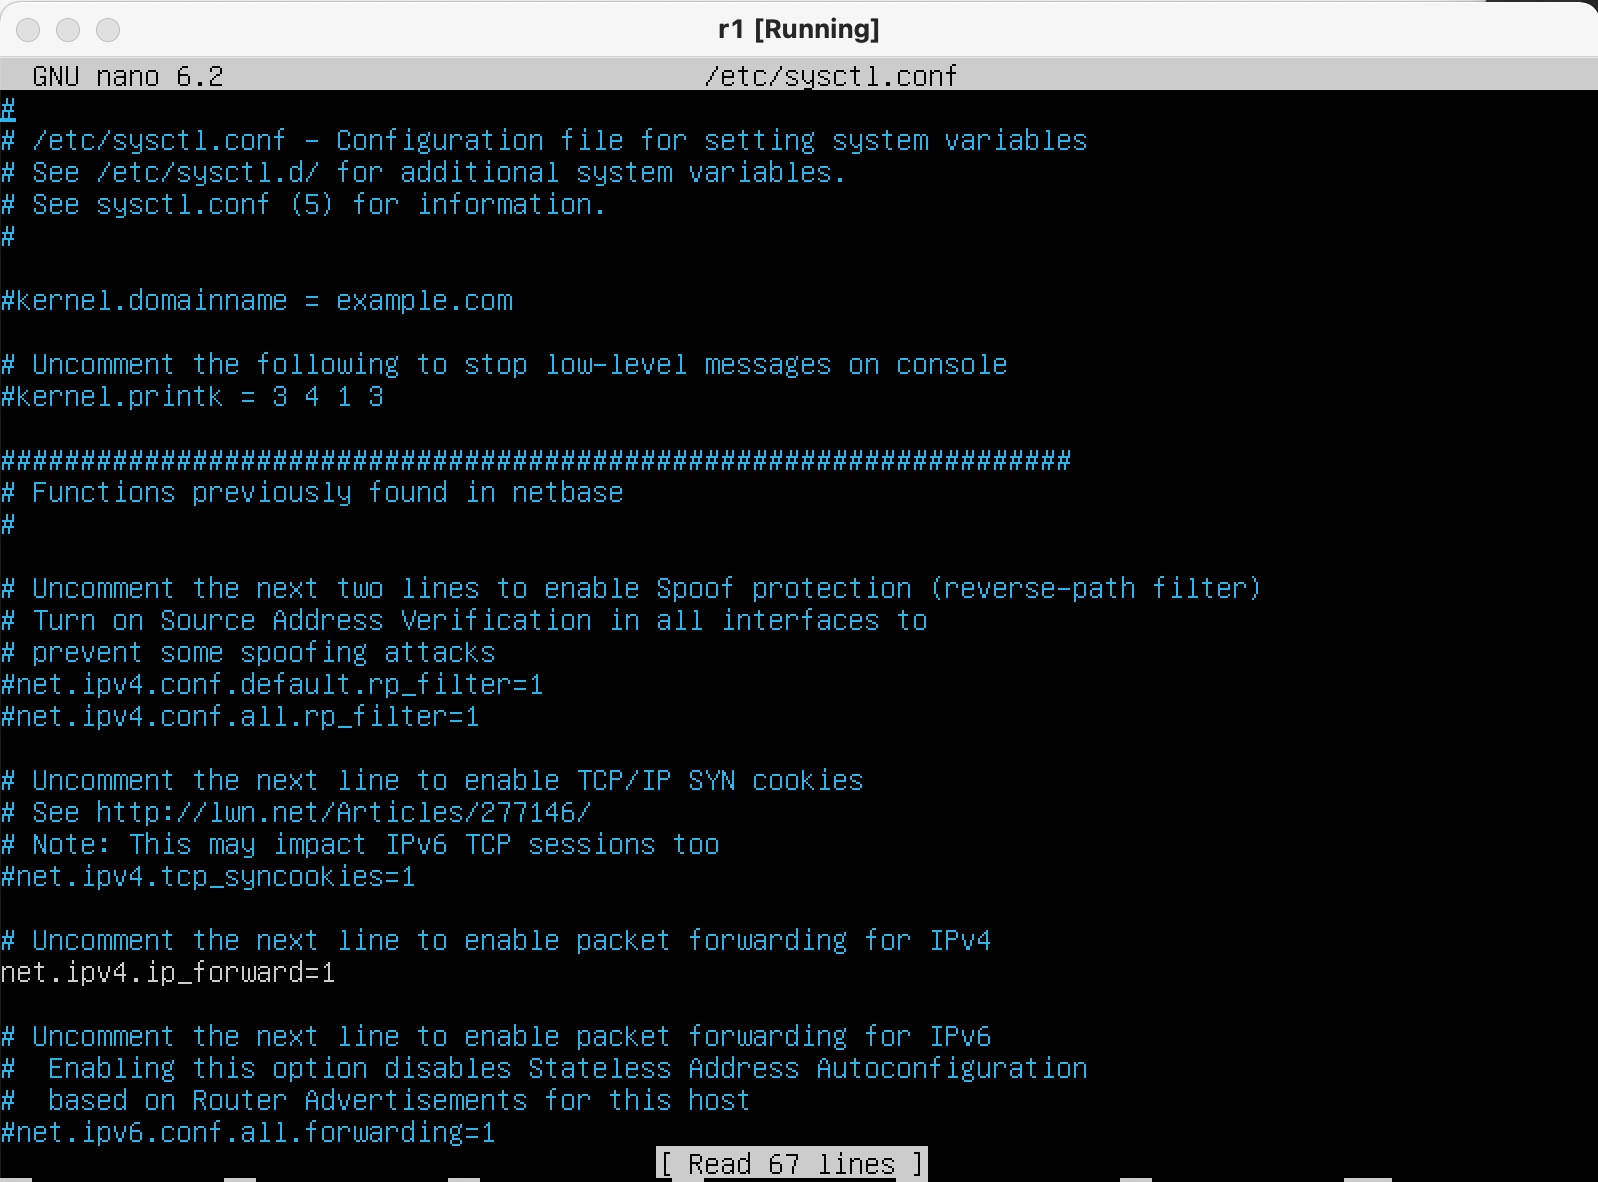 r1 [Running]
GNU nano 6.2 /etc/sysctl.conf
#
# /etc/sysctl.conf - Configuration file for setting system variables
# See /etc/sysctl.d/ for additional system variables.
# See sysctl.conf (5) for information.
#
#kernel.domainname = example.com
# Uncomment the following to stop low-level messages on console
#kernel.printk = 3 4 1 3
###################################################################
# Functions previously found in netbase
#
# Uncomment the next two lines to enable Spoof protection (reverse-path filter)
# Turn on Source Address Verification in all interfaces to
# prevent some spoofing attacks
#net.ipv4.conf.default.rp_filter=1
#net.ipv4.conf.all.rp_filter=1
# Uncomment the next line to enable TCP/IP SYN cookies
# See http://lwn.net/Articles/277146/
# Note: This may impact IPv6 TCP sessions too
#net.ipv4.tcp_syncookies=1
# Uncomment the next line to enable packet forwarding for IPv4
net.ipv4.ip_forward=1
# Uncomment the next line to enable packet forwarding for IPv6
#  Enabling this option disables Stateless Address Autoconfiguration
#  based on Router Advertisements for this host
#net.ipv6.conf.all.forwarding=1
[ Read 67 lines ]